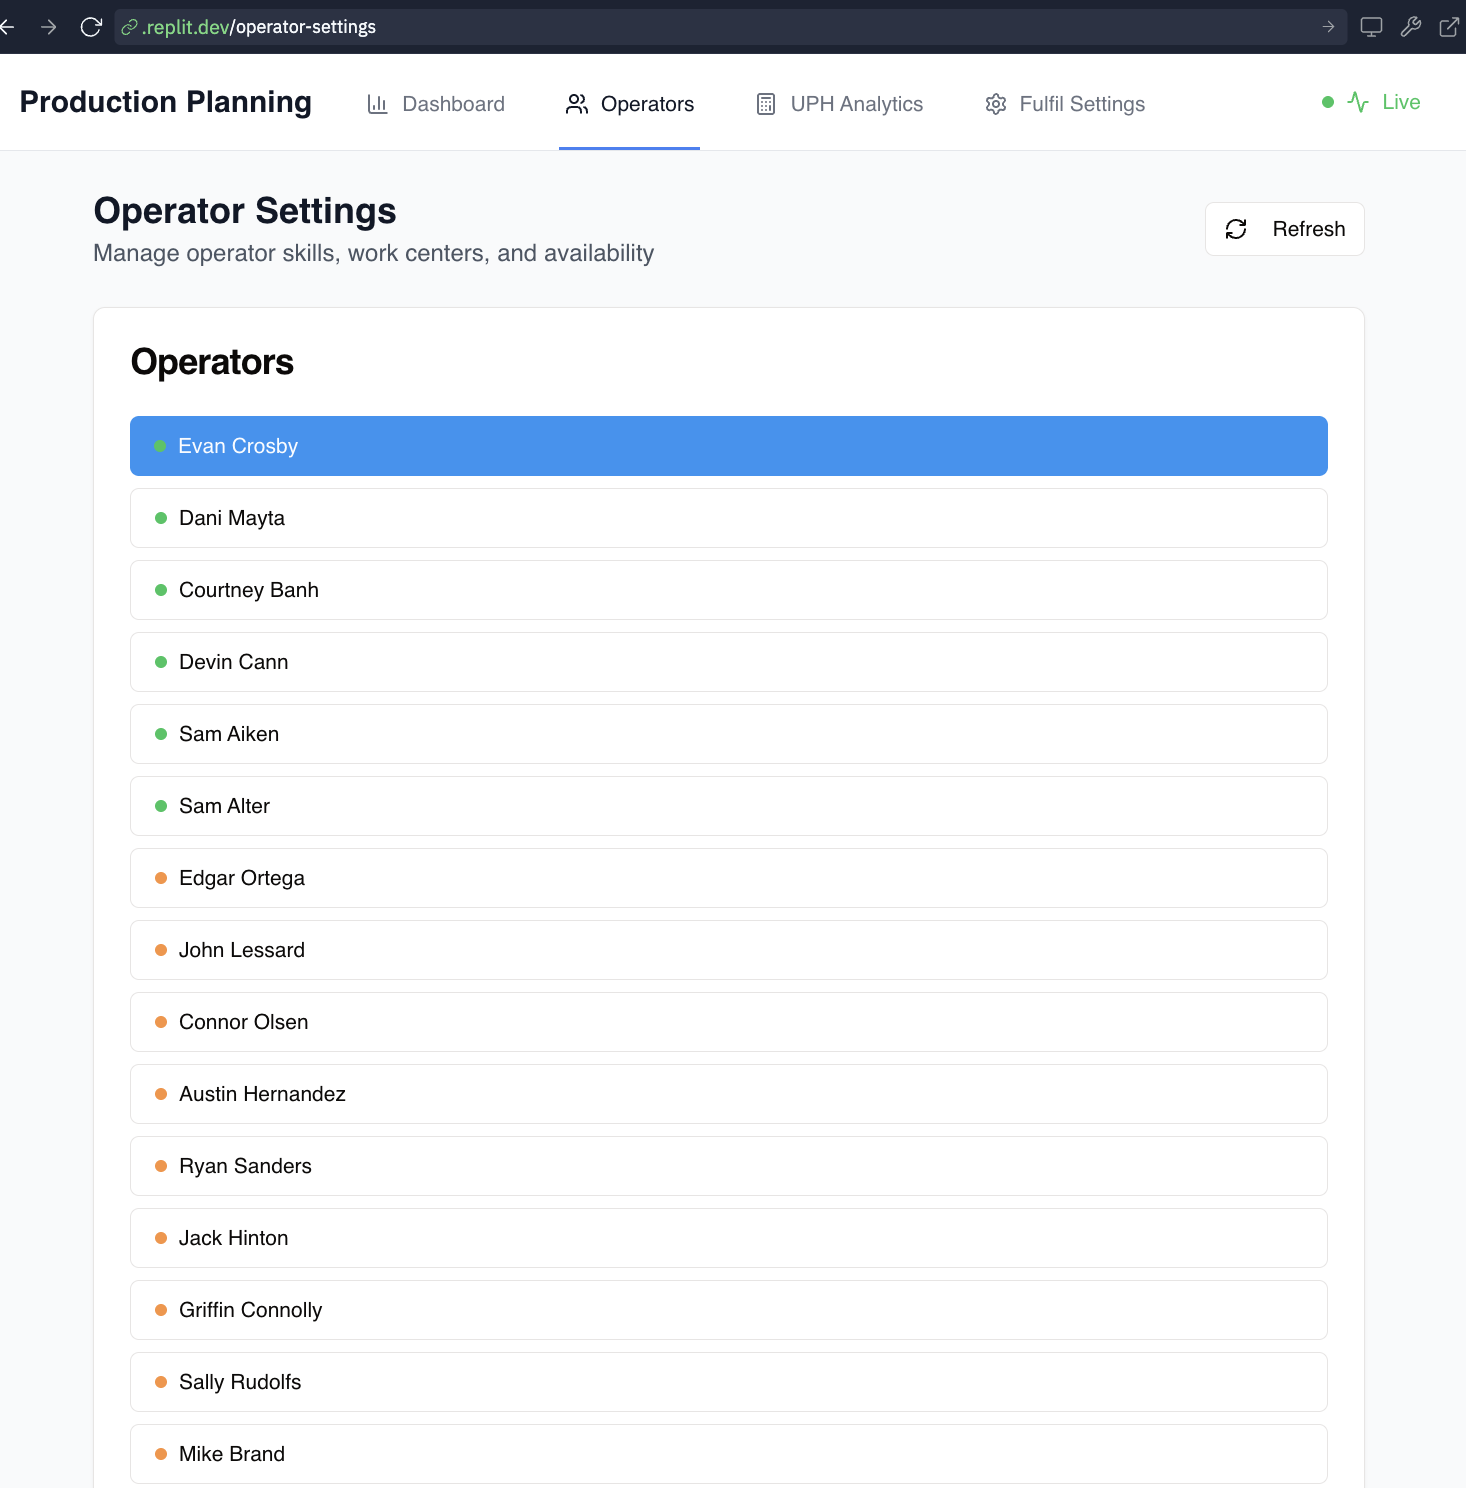 .replit.dev/operator-settings
Production Planning
Dashboard
Operators
UPH Analytics
Fulfil Settings
Live
Operator Settings
Manage operator skills, work centers, and availability
Refresh
Operators
Evan Crosby
Dani Mayta
Courtney Banh
Devin Cann
Sam Aiken
Sam Alter
Edgar Ortega
John Lessard
Connor Olsen
Austin Hernandez
Ryan Sanders
Jack Hinton
Griffin Connolly
Sally Rudolfs
Mike Brand